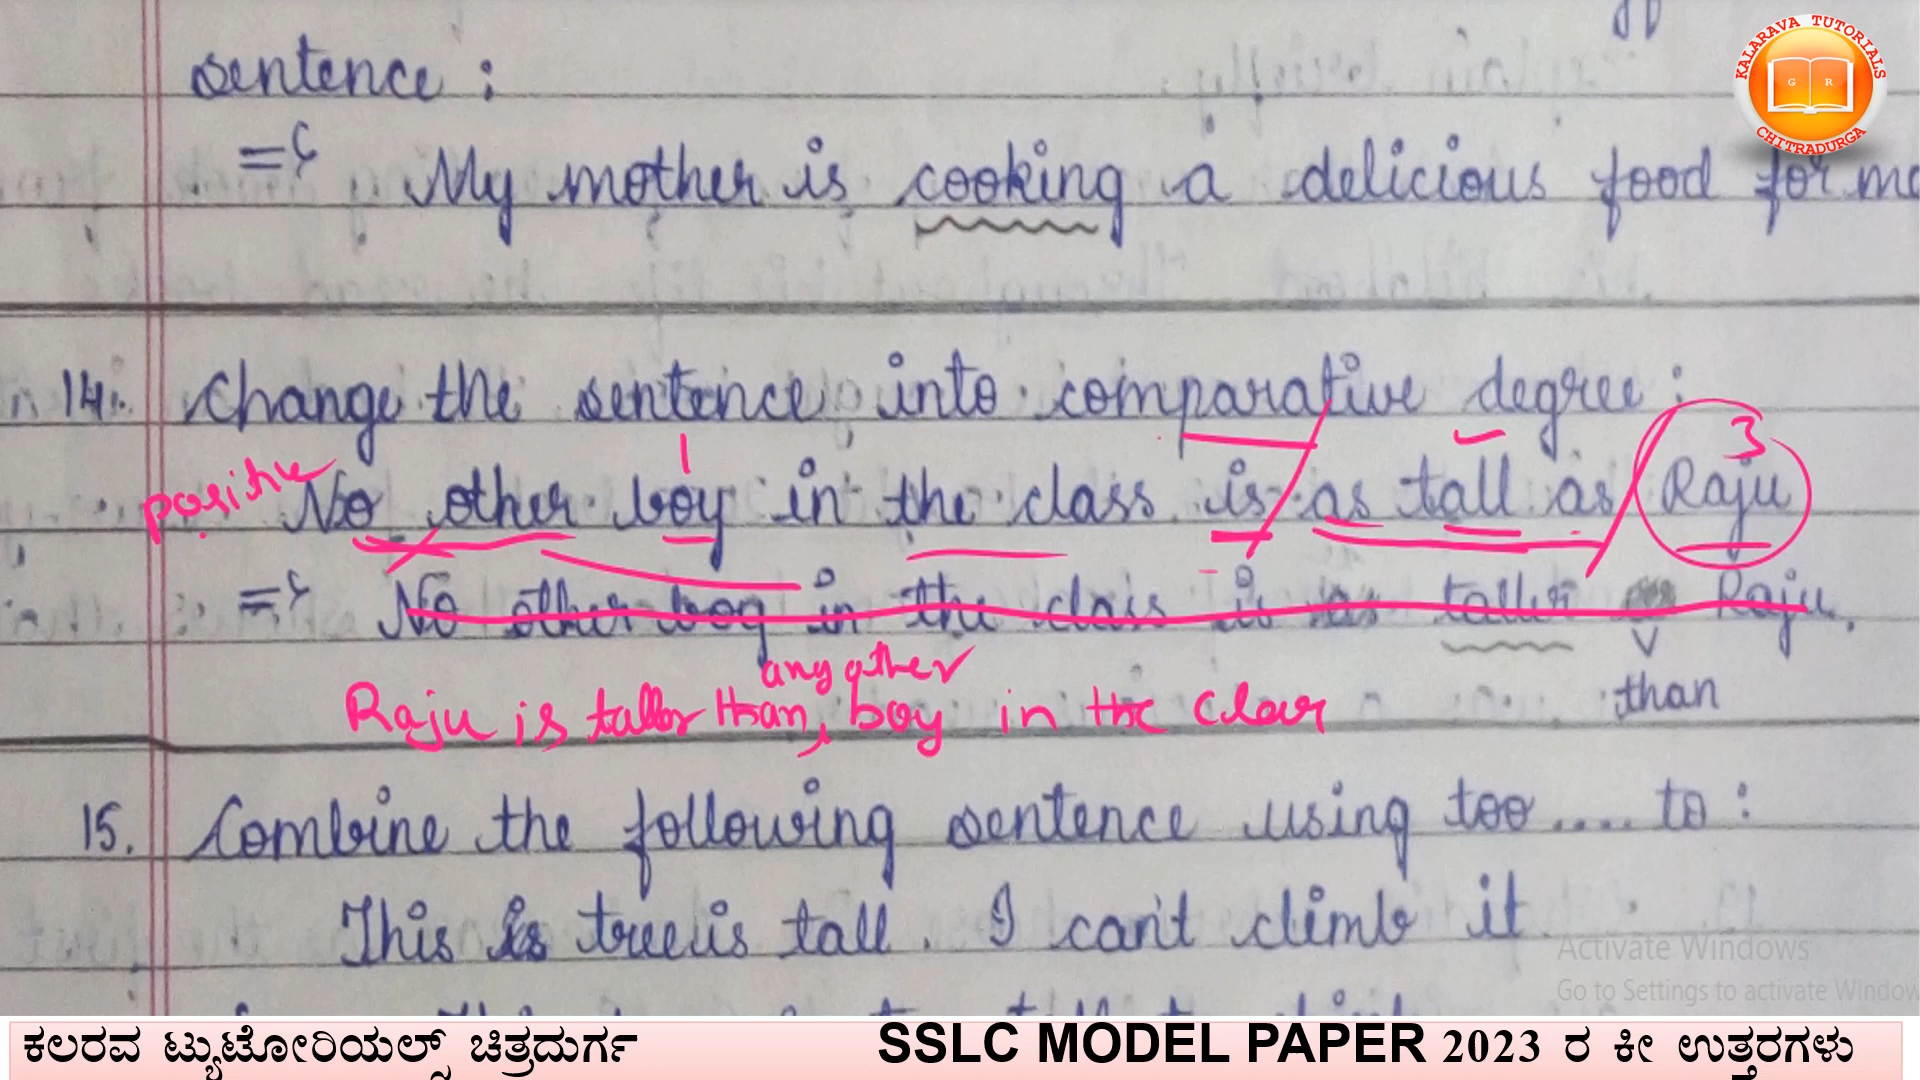 sentence :
KALARAVA TUTORIALS
G R
CHITRADURGA
=> My mother is cooking a delicious food for me
14. Change the sentence into comparative degree :
positive
1
3
No other boy in the class is as tall as Raju
=> No other boy in the class is as taller Raju.
than
any other
Raju is taller than, boy in the class
15. Combine the following sentence using too .... to :
This is tree is tall. I can't climb it
Activate Windows
Go to Settings to activate Window
ಕಲರವ ಟ್ಯುಟೋರಿಯಲ್ಸ್ ಚಿತ್ರದುರ್ಗ SSLC MODEL PAPER 2023 ರ ಕೀ ಉತ್ತರಗಳು